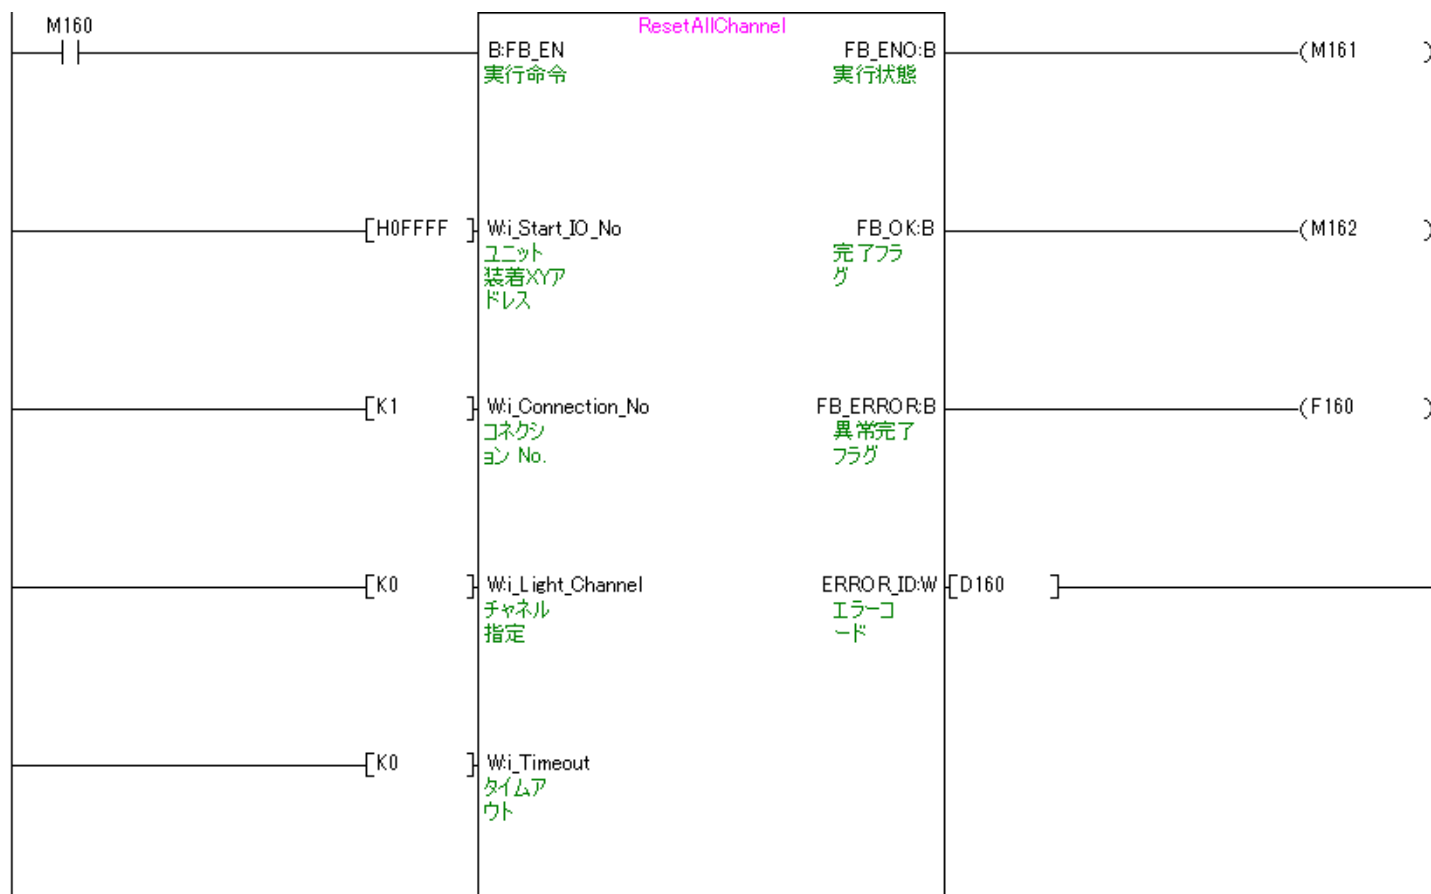 M160
ResetAllChannel
B:FB_EN
FB_ENO:B
(M161 )
実行命令
実行状態
[H0FFFF ]
W:i_Start_IO_No
FB_OK:B
(M162 )
ユニット
装着XYア
ドレス
完了フラ
グ
[K1 ]
W:i_Connection_No
FB_ERROR:B
(F160 )
コネクシ
ョン No.
異常完了
フラグ
[K0 ]
W:i_Light_Channel
ERROR_ID:W
[D160 ]
チャネル
指定
エラーコ
ード
[K0 ]
W:i_Timeout
タイムア
ウト